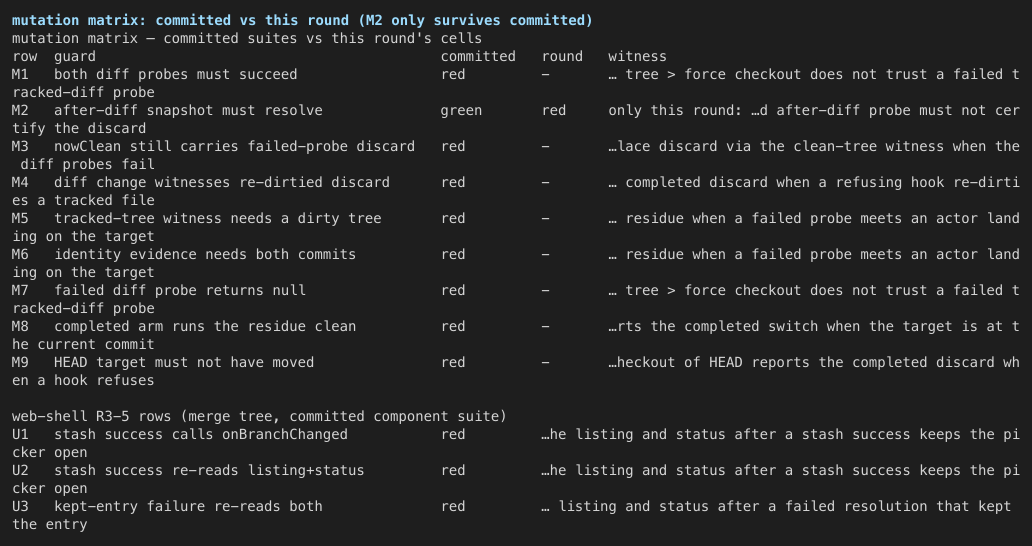 mutation matrix: committed vs this round (M2 only survives committed)
mutation matrix — committed suites vs this round's cells
row  guard                                         committed   round   witness
M1   both diff probes must succeed                 red         –       … tree > force checkout does not trust a failed t
racked-diff probe
M2   after-diff snapshot must resolve              green       red     only this round: …d after-diff probe must not cer
tify the discard
M3   nowClean still carries failed-probe discard   red         –       …lace discard via the clean-tree witness when the
 diff probes fail
M4   diff change witnesses re-dirtied discard      red         –       … completed discard when a refusing hook re-dirti
es a tracked file
M5   tracked-tree witness needs a dirty tree       red         –       … residue when a failed probe meets an actor land
ing on the target
M6   identity evidence needs both commits          red         –       … residue when a failed probe meets an actor land
ing on the target
M7   failed diff probe returns null                red         –       … tree > force checkout does not trust a failed t
racked-diff probe
M8   completed arm runs the residue clean          red         –       …rts the completed switch when the target is at t
he current commit
M9   HEAD target must not have moved               red         –       …heckout of HEAD reports the completed discard wh
en a hook refuses
web-shell R3-5 rows (merge tree, committed component suite)
U1   stash success calls onBranchChanged           red         …he listing and status after a stash success keeps the pi
cker open
U2   stash success re-reads listing+status         red         …he listing and status after a stash success keeps the pi
cker open
U3   kept-entry failure re-reads both              red         … listing and status after a failed resolution that kept
the entry